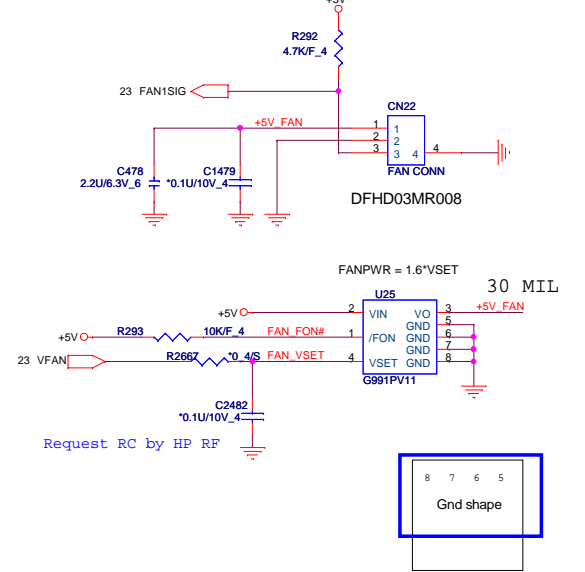 +5V
R292
4.7K/F_4
23 FAN1SIG
CN22
+5V_FAN
1 1
2 2
3 3 4 4
FAN CONN
C478
2.2U/6.3V_6
C1479
*0.1U/10V_4
DFHD03MR008
FANPWR = 1.6*VSET
30 MIL
U25
+5V 2 VIN VO 3 +5V_FAN
GND 5
+5V R293 10K/F_4 FAN_FON# 1 /FON GND 6
GND 7
23 VFAN R2667 *0_4/S FAN_VSET 4 VSET GND 8
G991PV11
C2482
*0.1U/10V_4
Request RC by HP RF
8 7 6 5
Gnd shape